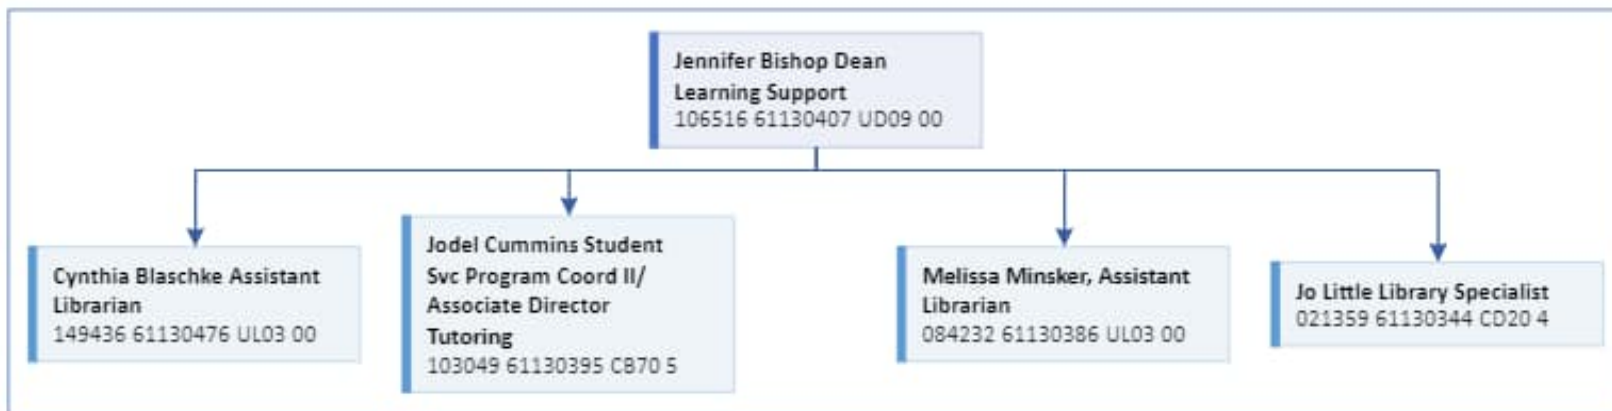 Jennifer Bishop Dean
Learning Support
106516 61130407 UD09 00
Cynthia Blaschke Assistant
Librarian
149436 61130476 UL03 00
Jodel Cummins Student
Svc Program Coord II/
Associate Director
Tutoring
103049 61130395 CB70 5
Melissa Minsker, Assistant
Librarian
084232 61130386 UL03 00
Jo Little Library Specialist
021359 61130344 CD20 4